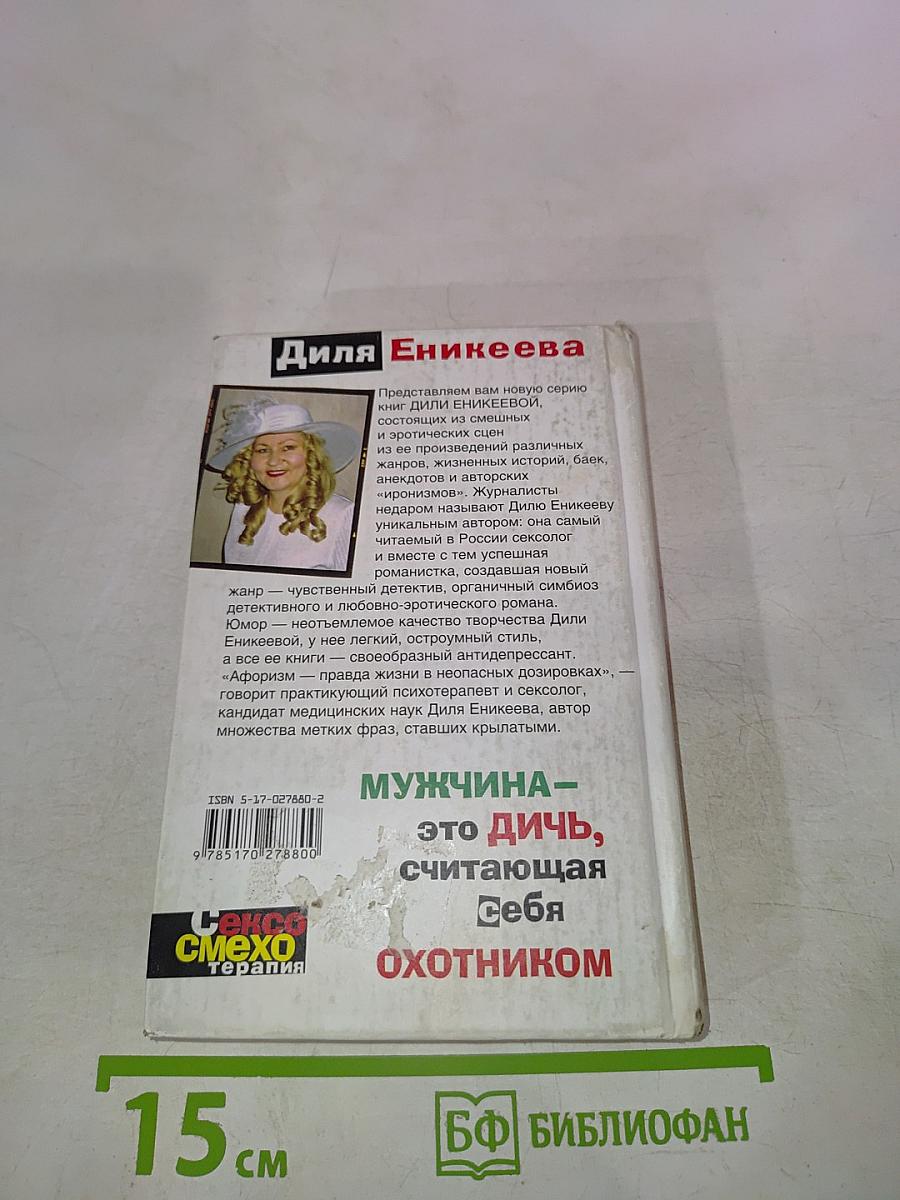 Диля Еникеева
Представляем вам новую серию
книг ДИЛИ ЕНИКЕЕВОЙ,
состоящих из смешных
и эротических сцен
из ее произведений различных
жанров, жизненных историй, баек,
анекдотов и авторских
«иронизмов». Журналисты
недаром называют Дилю Еникееву
уникальным автором: она самый
читаемый в России сексолог
и вместе с тем успешная
романистка, создавшая новый
жанр — чувственный детектив, органичный симбиоз
детективного и любовно-эротического романа.
Юмор — неотъемлемое качество творчества Дили
Еникеевой, у нее легкий, остроумный стиль,
а все ее книги — своеобразный антидепрессант.
«Афоризм — правда жизни в неопасных дозировках», —
говорит практикующий психотерапевт и сексолог,
кандидат медицинских наук Диля Еникеева, автор
множества метких фраз, ставших крылатыми.
ISBN 5-17-027880-2
9 785170 278800
МУЖЧИНА–
это ДИЧЬ,
считающая
себя
ОХОТНИКОМ
Сексо
смехо
терапия
15 см
БФ БИБЛИОФАН